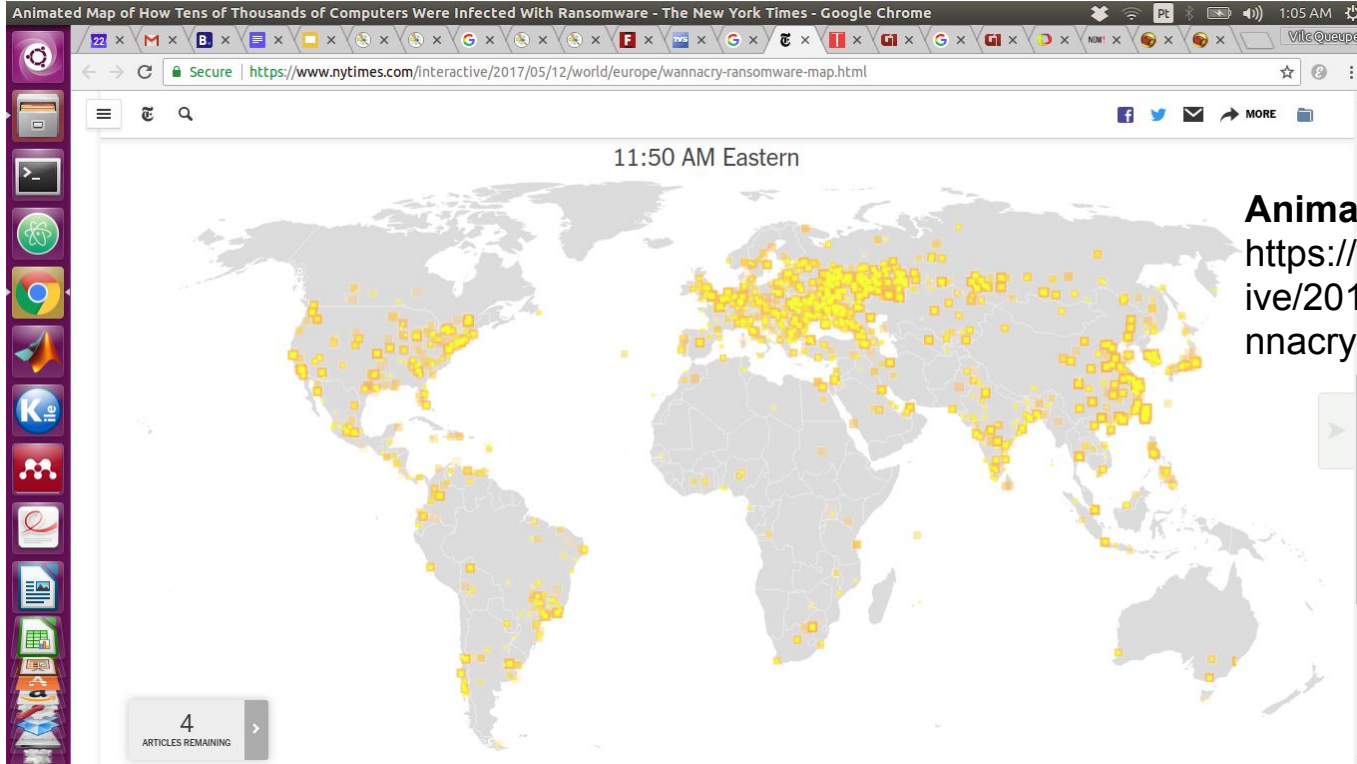 Animated Map of How Tens of Thousands of Computers Were Infected With Ransomware - The New York Times - Google Chrome
Pt
1:05 AM
22
Secure | https://www.nytimes.com/interactive/2017/05/12/world/europe/wannacry-ransomware-map.html
MORE
11:50 AM Eastern
Anima
https://
ive/201
nnacry
4
ARTICLES REMAINING